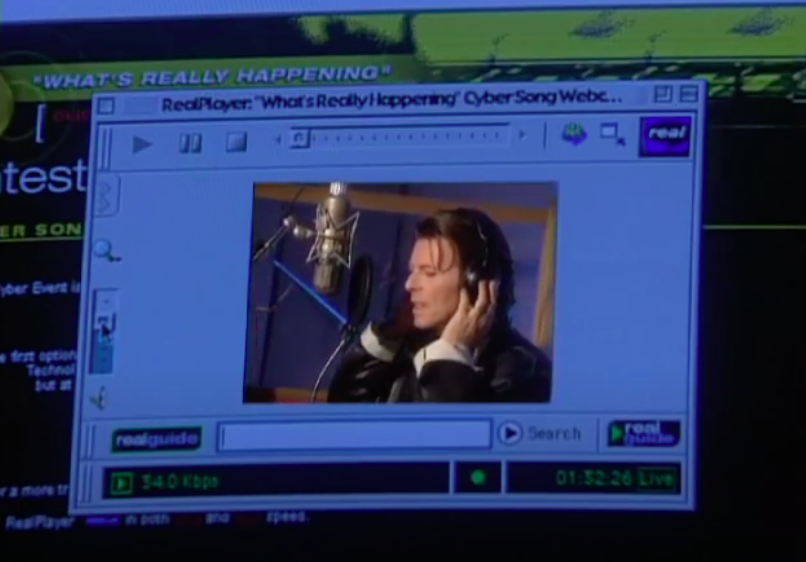 "WHAT'S REALLY HAPPENING"
[
RealPlayer: "What's Really Happening" Cyber Song Webc...
real
ntest
ER SON
yber Event is
e first option
Technol
but at
realguide
Search
real
guide
34.0 Kbps
01:32:26 Live
r a more tr
RealPlayer in both and speed.